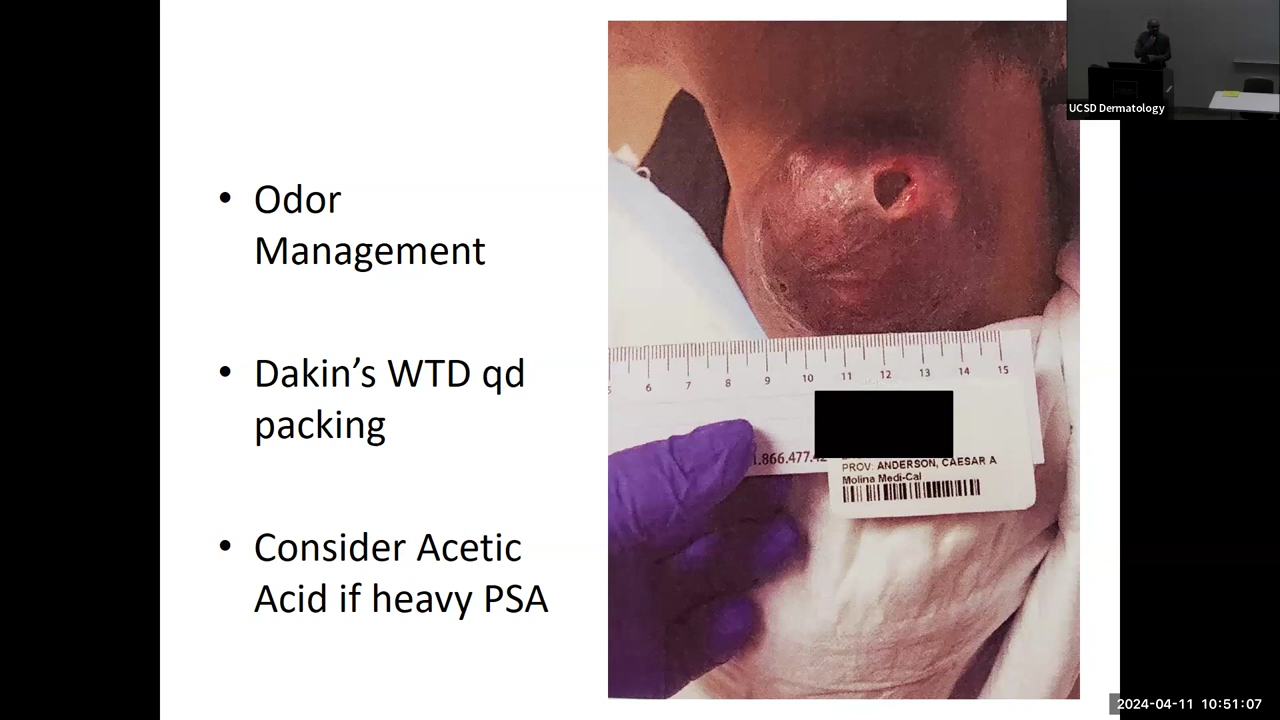 UCSD Dermatology
• Odor
Management
• Dakin’s WTD qd
packing
• Consider Acetic
Acid if heavy PSA
6 7 8 9 10 11 12 13 14 15
1.866.477.
PROV: ANDERSON, CAESAR A
Molina Medi-Cal
2024-04-11 10:51:07